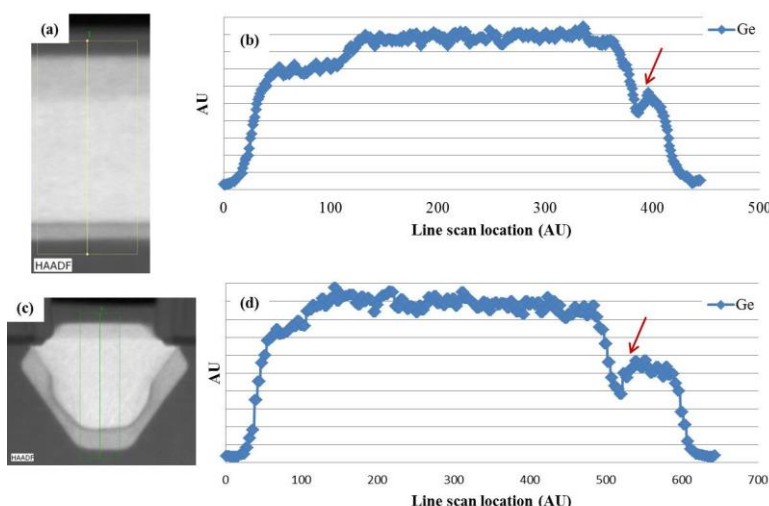 (a)
HAADF
(b)
Ge
AU
0 100 200 300 400 500
Line scan location (AU)
(c)
HAADF
(d)
Ge
AU
0 100 200 300 400 500 600 700
Line scan location (AU)